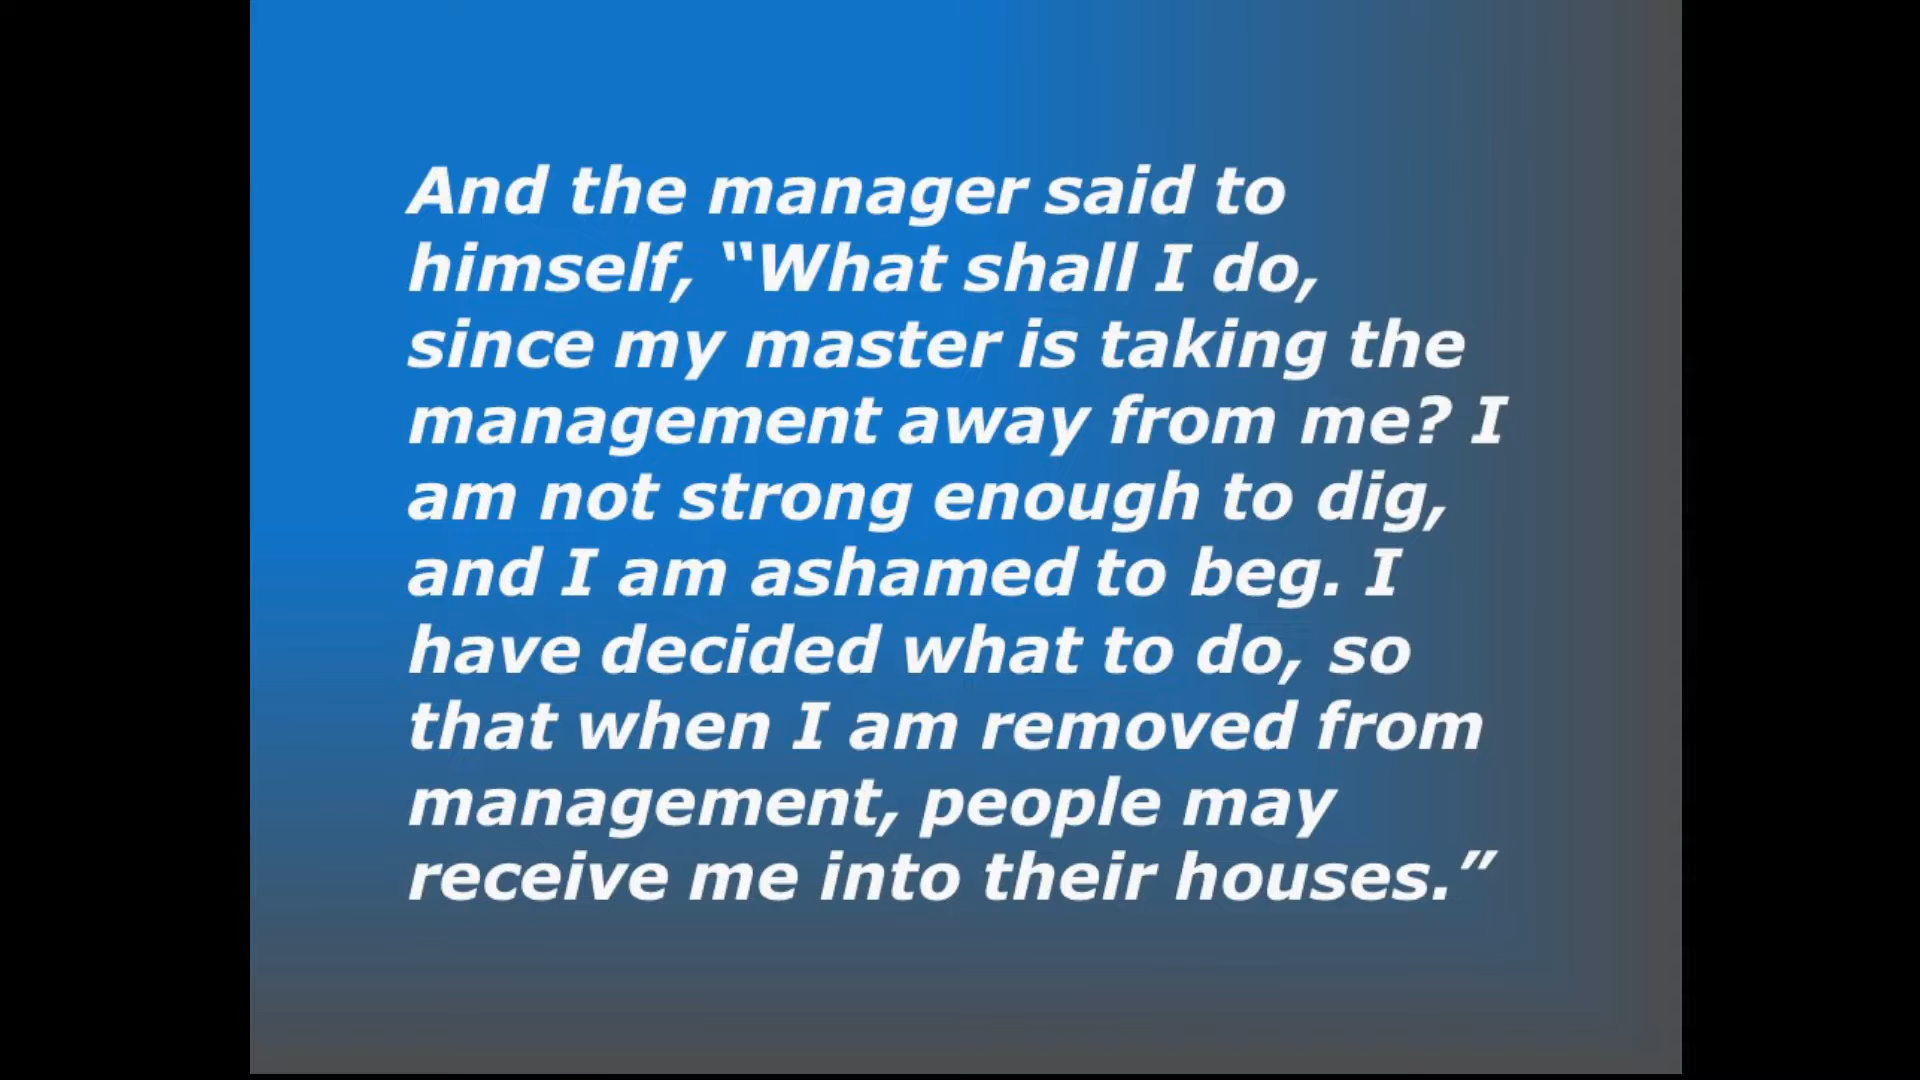 And the manager said to
himself, “What shall I do,
since my master is taking the
management away from me? I
am not strong enough to dig,
and I am ashamed to beg. I
have decided what to do, so
that when I am removed from
management, people may
receive me into their houses.”